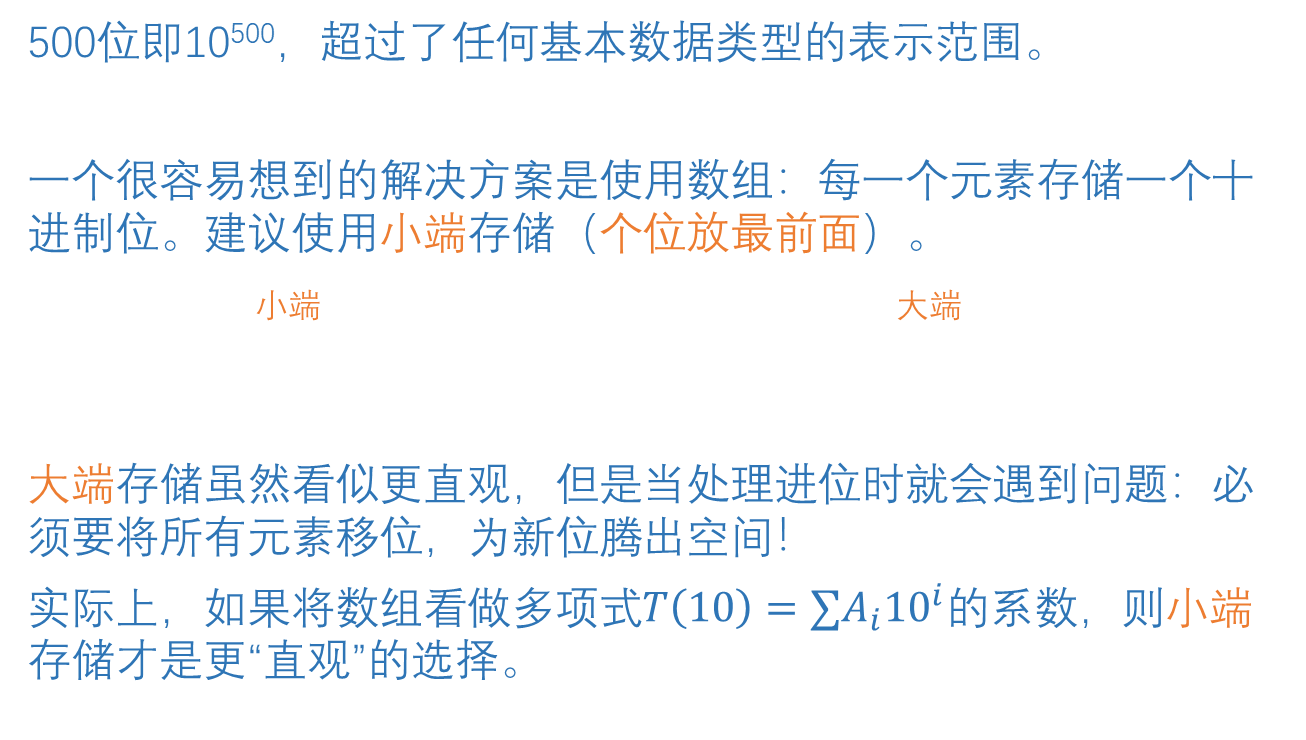 500位即10⁵⁰⁰，超过了任何基本数据类型的表示范围。
一个很容易想到的解决方案是使用数组：每一个元素存储一个十
进制位。建议使用小端存储（个位放最前面）。
小端 大端
大端存储虽然看似更直观，但是当处理进位时就会遇到问题：必
须要将所有元素移位，为新位腾出空间！
实际上，如果将数组看做多项式T(10) = ∑Aᵢ10ⁱ的系数，则小端
存储才是更“直观”的选择。